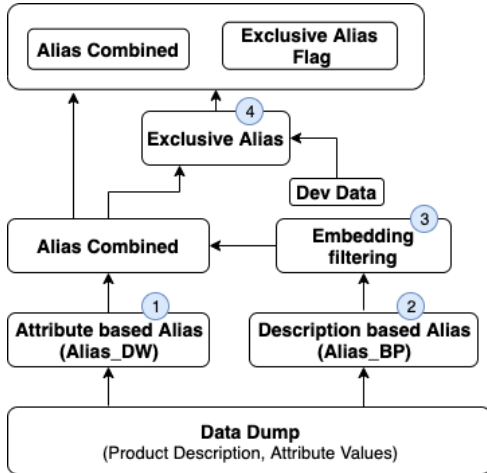 Alias Combined
Exclusive Alias
Flag
4
Exclusive Alias
Dev Data
Alias Combined
3
Embedding
filtering
1
Attribute based Alias
(Alias_DW)
2
Description based Alias
(Alias_BP)
Data Dump
(Product Description, Attribute Values)